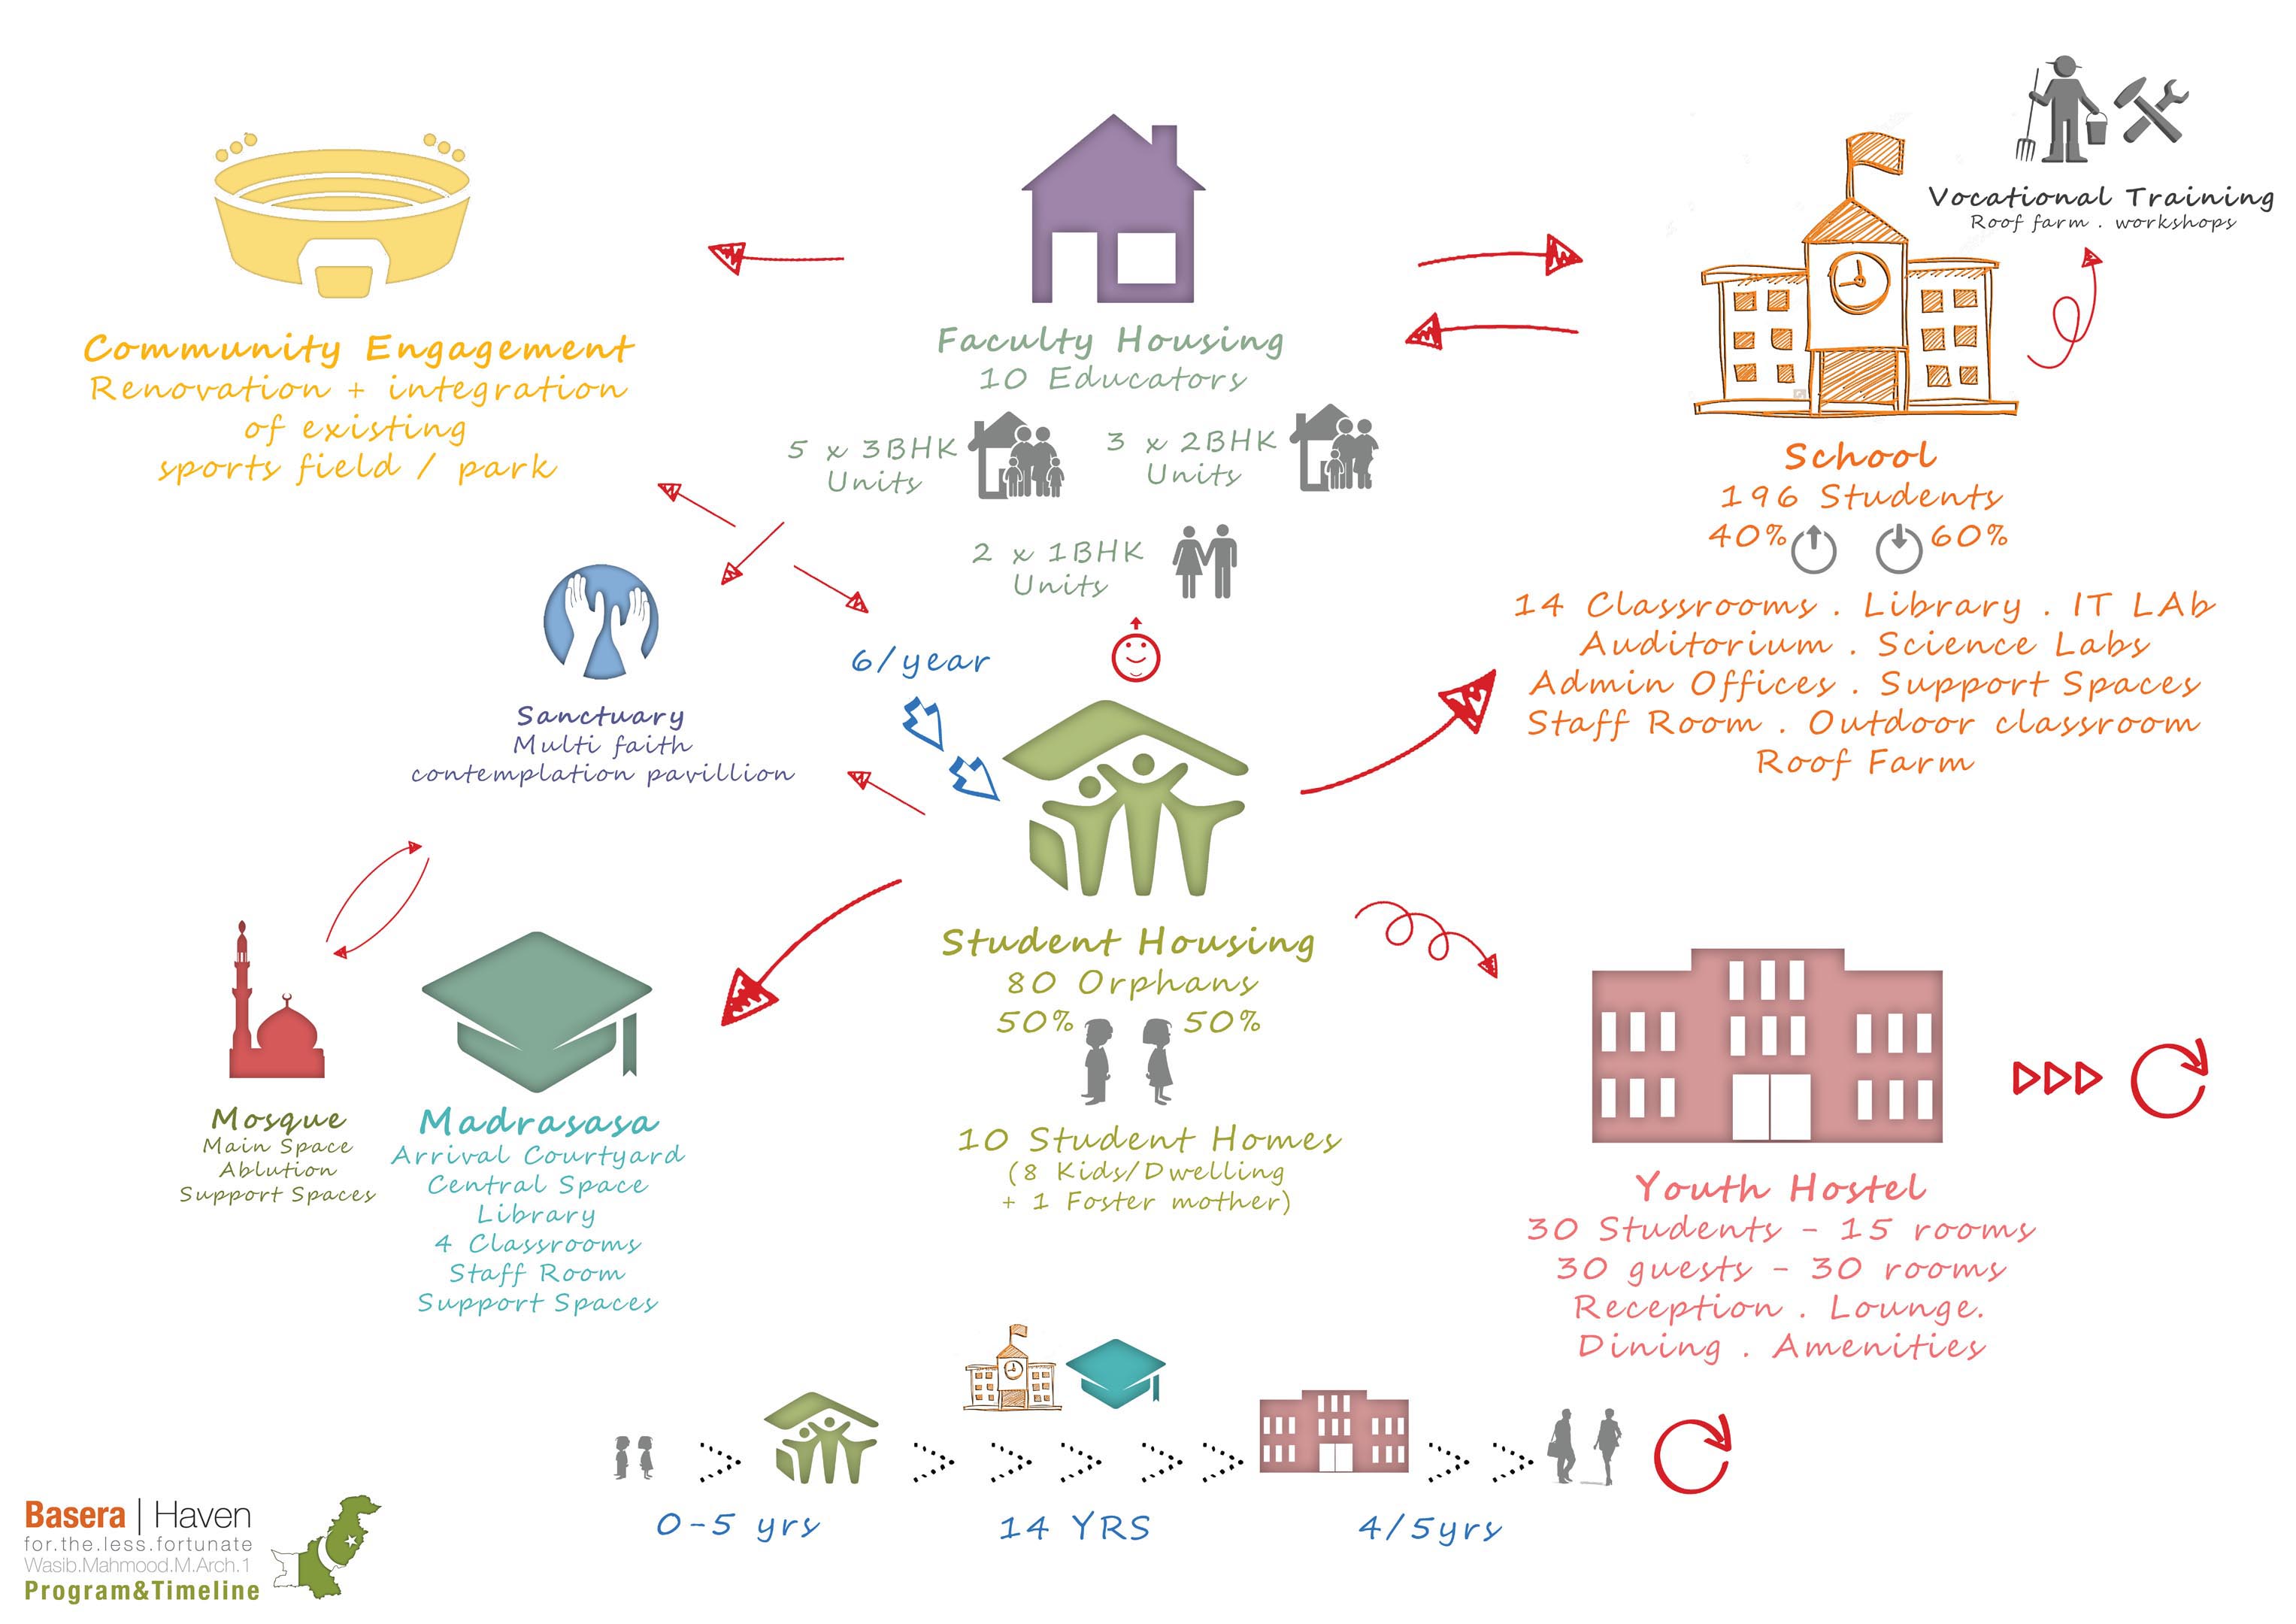 Vocational Training
Roof farm . workshops
Community Engagement
Renovation + integration
of existing
sports field / park
Faculty Housing
10 Educators
5 x 3BHK
Units
3 x 2BHK
Units
2 x 1BHK
Units
School
196 Students
40% 60%
14 Classrooms . Library . IT LAb
Auditorium . Science Labs
Admin Offices . Support Spaces
Staff Room . Outdoor classroom
Roof Farm
Sanctuary
Multi faith
contemplation pavillion
6/year
Student Housing
80 Orphans
50% 50%
10 Student Homes
(8 Kids/Dwelling
+ 1 Foster mother)
Mosque
Main Space
Ablution
Support Spaces
Madrasasa
Arrival Courtyard
Central Space
Library
4 Classrooms
Staff Room
Support Spaces
Youth Hostel
30 Students - 15 rooms
30 guests - 30 rooms
Reception . Lounge.
Dining . Amenities
0-5 yrs
14 YRS
4/5yrs
Basera | Haven
for.the.less.fortunate
Wasib.Mahmood.M.Arch.1
Program&Timeline